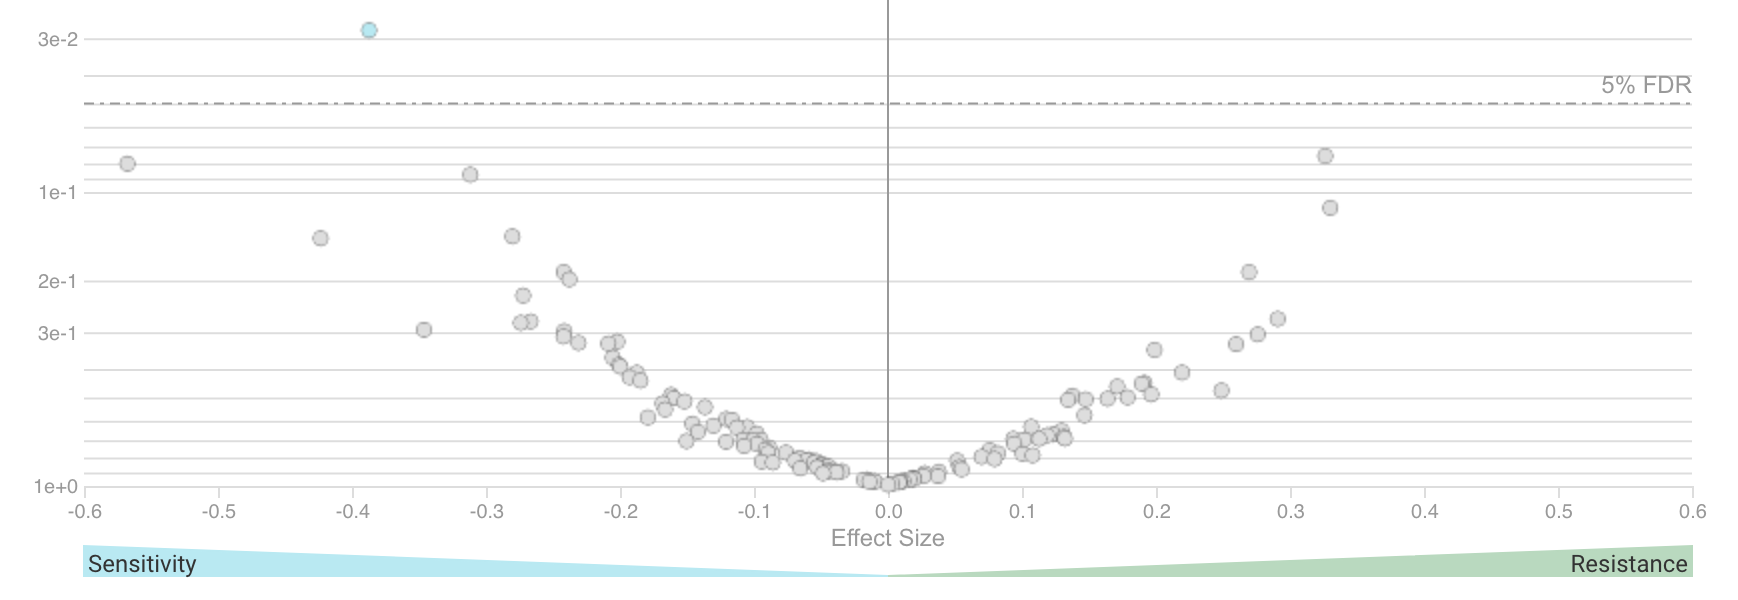 3e-2
5% FDR
1e-1
2e-1
3e-1
1e+0
-0.6 -0.5 -0.4 -0.3 -0.2 -0.1 0.0 0.1 0.2 0.3 0.4 0.5 0.6
Effect Size
Sensitivity Resistance